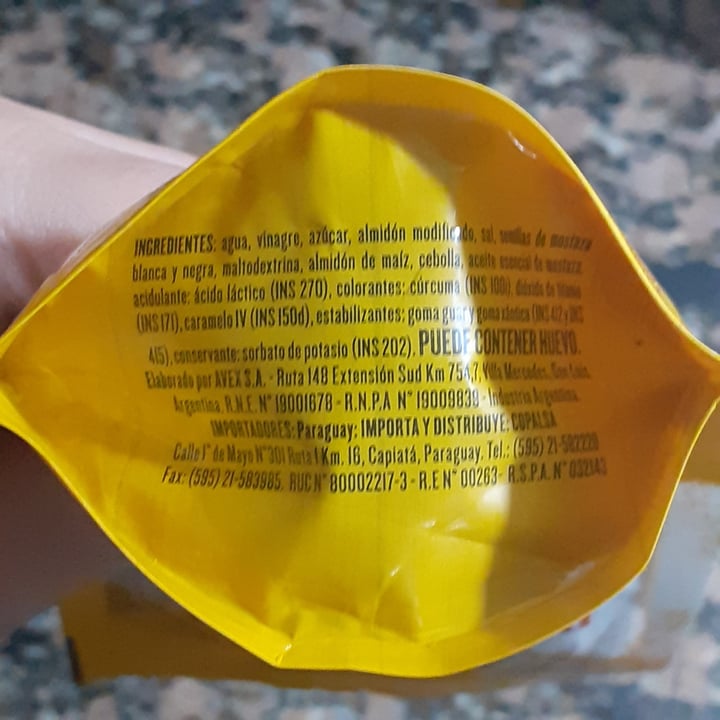 INGREDIENTES: agua, vinagre, azúcar, almidón modificado, sal, semillas de mostaza
blanca y negra, maltodextrina, almidón de maíz, cebolla, aceite esencial de mostaza,
acidulante: ácido láctico (INS 270), colorantes: cúrcuma (INS 100), dióxido de titanio
(INS 171), caramelo IV (INS 150d), estabilizantes: goma guar y goma xántica (INS 412 y INS
415), conservante: sorbato de potasio (INS 202). PUEDE CONTENER HUEVO.
Elaborado por AVEX S.A. - Ruta 148 Extensión Sud Km 754,7, Villa Mercedes, San Luis,
Argentina. R.N.E. N° 19001678 - R.N.P.A N° 19009839 - Industria Argentina.
IMPORTADORES: Paraguay: IMPORTA Y DISTRIBUYE: COPALSA
Calle 1° de Mayo N°301 Ruta 1 Km. 16, Capiatá, Paraguay. Tel.: (595) 21-582220
Fax: (595) 21-583985. RUC N° 80002217-3 - R.E N° 00263- R.S.P.A. N°